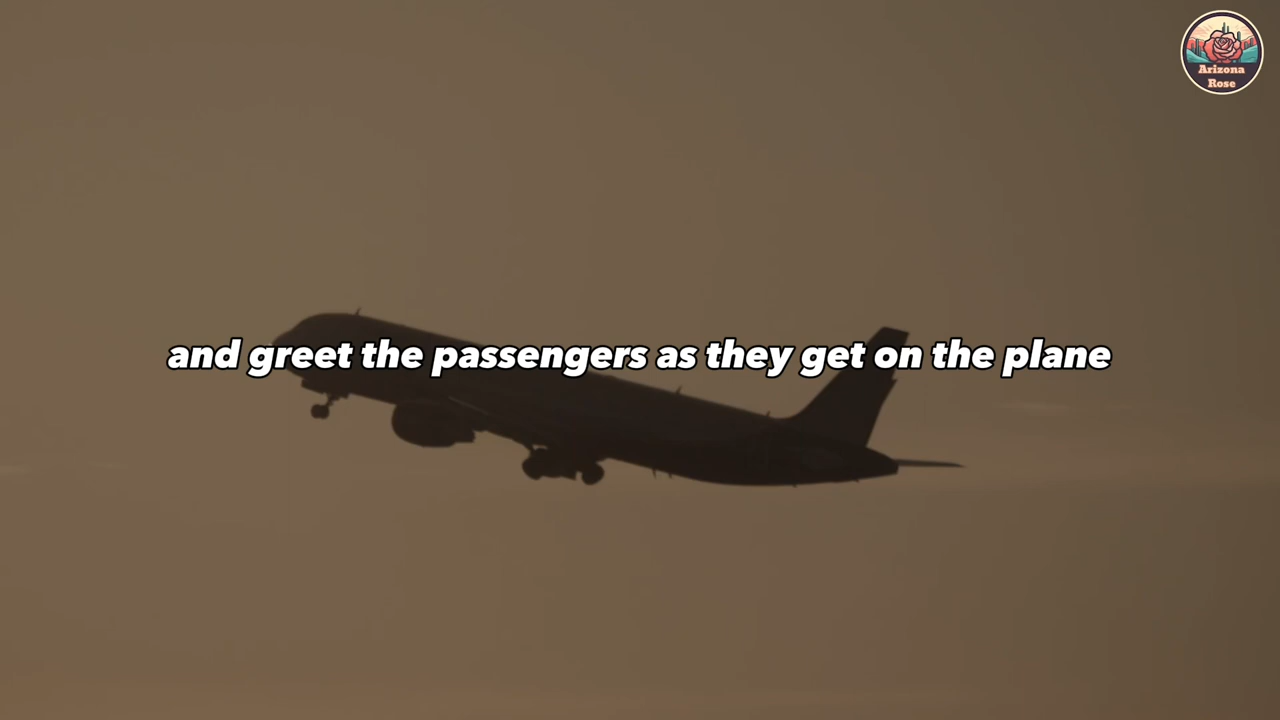 Arizona
Rose
and greet the passengers as they get on the plane